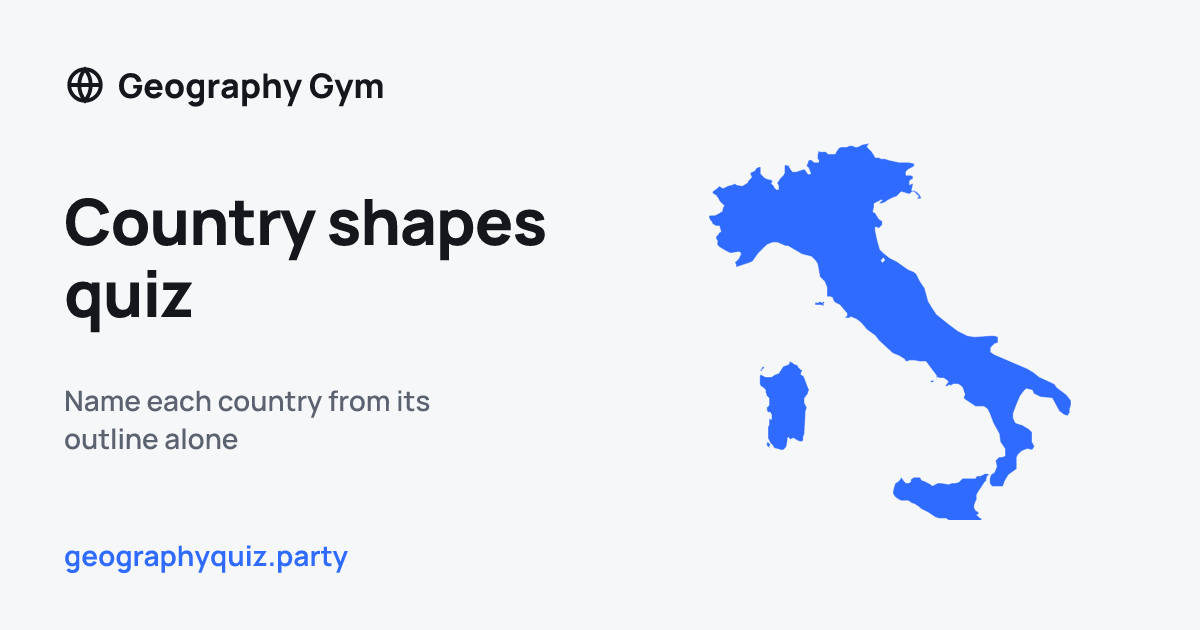 Geography Gym
Country shapes
quiz
Name each country from its
outline alone
geographyquiz.party